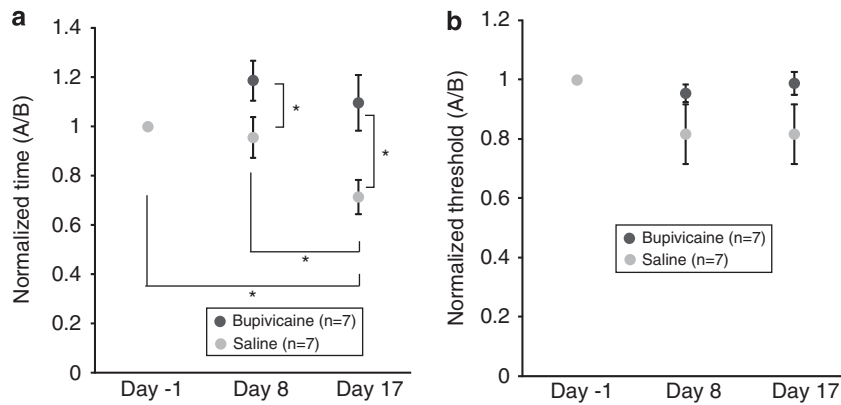 a
Normalized time (A/B)
1.4
1.2
1
0.8
0.6
0.4
0.2
0
*
*
*
*
Bupivicaine (n=7)
Saline (n=7)
Day -1
Day 8
Day 17
b
Normalized threshold (A/B)
1.2
1
0.8
0.6
0.4
0.2
0
Bupivicaine (n=7)
Saline (n=7)
Day -1
Day 8
Day 17